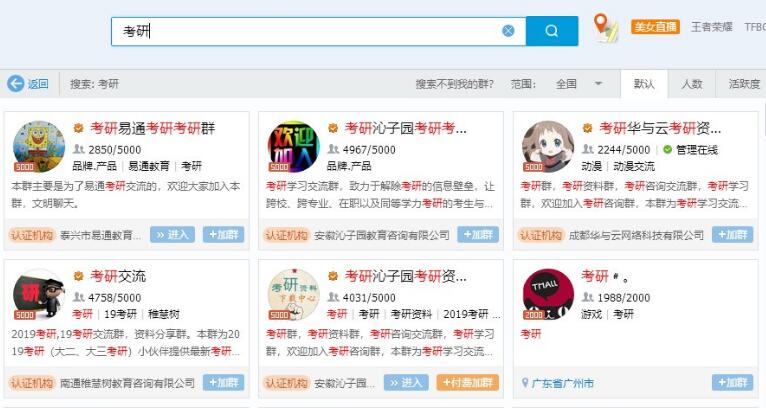 考研
美女直播
王者荣耀
TFBO
返回
搜索: 考研
搜索不到我的群?
范围:
全国
默认
人数
活跃度
5000
考研易通考研考研群
2850/5000
品牌.产品 | 易通教育 | 考研
本群主要是为了易通考研交流的，欢迎大家加入本
群，文明聊天。
认证机构 泰兴市易通教育...
» 进入
+加群
欢迎
加入
5000
考研沁子园考研考...
4967/5000
品牌.产品
考研学习交流群，致力于解除考研的信息壁垒，让
跨校、跨专业、在职以及同等学力考研的考生与...
认证机构 安徽沁子园教育咨询有限公司
+加群
5000
考研华与云考研资...
2244/5000 | 管理在线
动漫 | 动漫交流
考研群，考研资料群，考研咨询交流群，考研学习
群，欢迎加入考研咨询群，本群为考研学习交流...
认证机构 成都华与云网络科技有限公司
+加群
研
5000
考研交流
4758/5000
考研 | 19考研 | 稚慧树
2019考研,19考研交流群，资料分享群。本群为201
9考研（大二、大三考研）小伙伴提供最新考研...
认证机构 南通稚慧树教育咨询有限公司
+加群
考研资料
下载中心
5000
考研沁子园考研资...
4031/5000
考研 | 考研 | 考研资料 | 2019考研 ...
考研群，考研资料群，考研咨询交流群，考研学习
群，欢迎加入考研咨询群，本群为考研学习交流...
认证机构 安徽沁子园...
» 进入
+付费加群
TMALL
2000
考研 # 。
1988/2000
游戏 | 考研
考研
广东省广州市
+加群